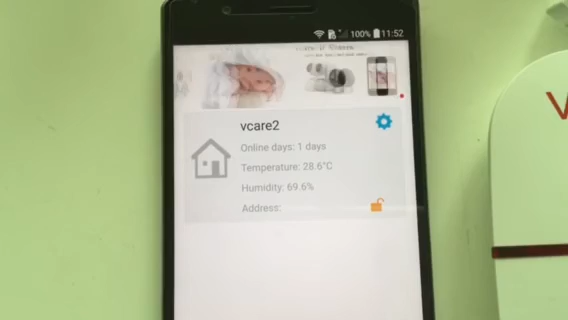 100% 11:52
vcare2
Online days: 1 days
Temperature: 28.6°C
Humidity: 69.6%
Address:
V